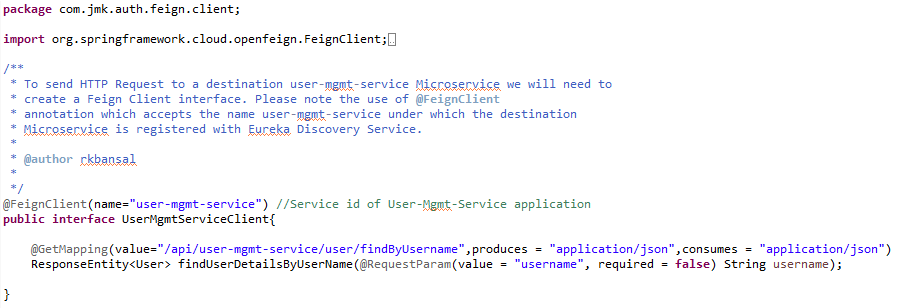 package com.jmk.auth.feign.client;
import org.springframework.cloud.openfeign.FeignClient;
/**
* To send HTTP Request to a destination user-mgmt-service Microservice we will need to
* create a Feign Client interface. Please note the use of @FeignClient
* annotation which accepts the name user-mgmt-service under which the destination
* Microservice is registered with Eureka Discovery Service.
*
* @author rkbansal
*
*/
@FeignClient(name="user-mgmt-service") //Service id of User-Mgmt-Service application
public interface UserMgmtServiceClient{
@GetMapping(value="/api/user-mgmt-service/user/findByUsername",produces = "application/json",consumes = "application/json")
ResponseEntity<User> findUserDetailsByUserName(@RequestParam(value = "username", required = false) String username);
}